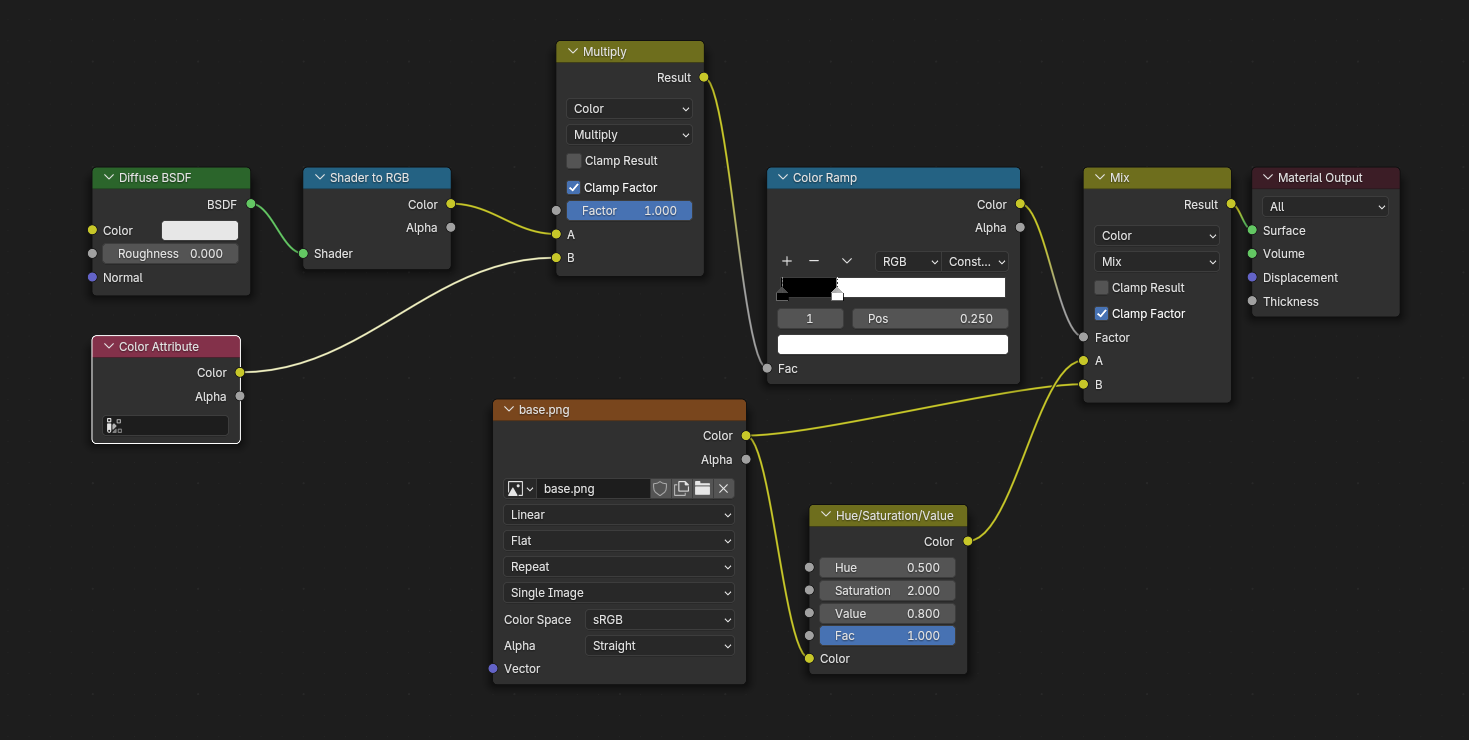 Multiply
Result
Color
Multiply
Clamp Result
Clamp Factor
Factor 1.000
A
B
Diffuse BSDF
BSDF
Color
Roughness 0.000
Normal
Shader to RGB
Color
Alpha
Shader
Color Attribute
Color
Alpha
Color Ramp
Color
Alpha
+ − RGB Const...
1 Pos 0.250
Fac
Mix
Result
Color
Mix
Clamp Result
Clamp Factor
Factor
A
B
Material Output
All
Surface
Volume
Displacement
Thickness
base.png
Color
Alpha
base.png
Linear
Flat
Repeat
Single Image
Color Space sRGB
Alpha Straight
Vector
Hue/Saturation/Value
Color
Hue 0.500
Saturation 2.000
Value 0.800
Fac 1.000
Color